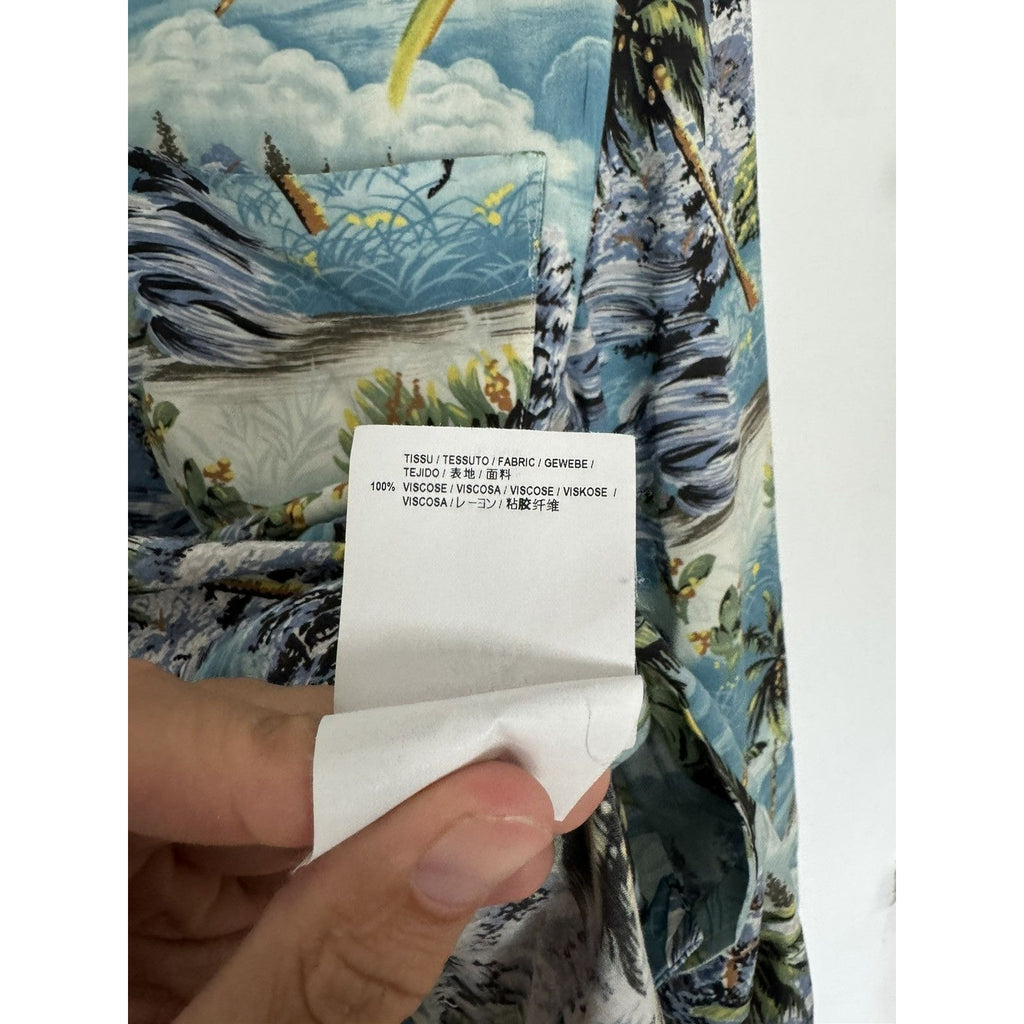 TISSU / TESSUTO / FABRIC / GEWEBE /
TEJIDO / 表地 / 面料
100% VISCOSE / VISCOSA / VISCOSE / VISKOSE /
VISCOSA / レーヨン / 粘胶纤维